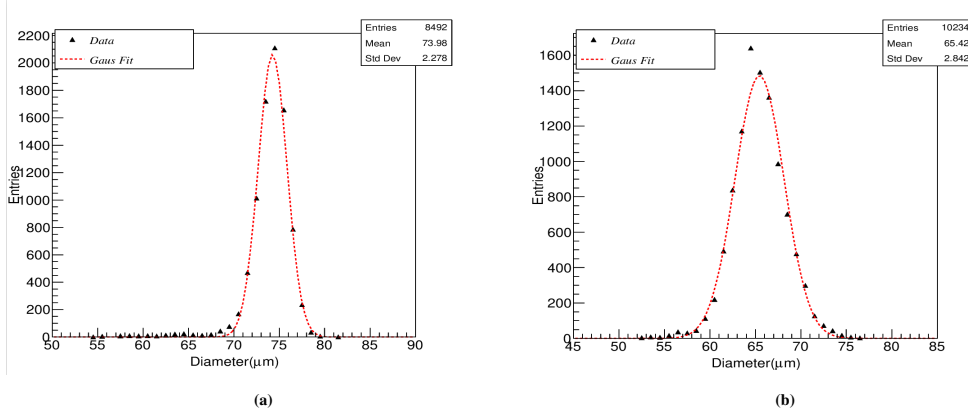 Entries 8492
Mean 73.98
Std Dev 2.278
Data
Gaus Fit
2200
2000
1800
1600
1400
1200
1000
800
600
400
200
0
Entries
50 55 60 65 70 75 80 85 90
Diameter(μm)
(a)
Entries 10234
Mean 65.42
Std Dev 2.842
Data
Gaus Fit
1600
1400
1200
1000
800
600
400
200
0
Entries
45 50 55 60 65 70 75 80 85
Diameter(μm)
(b)